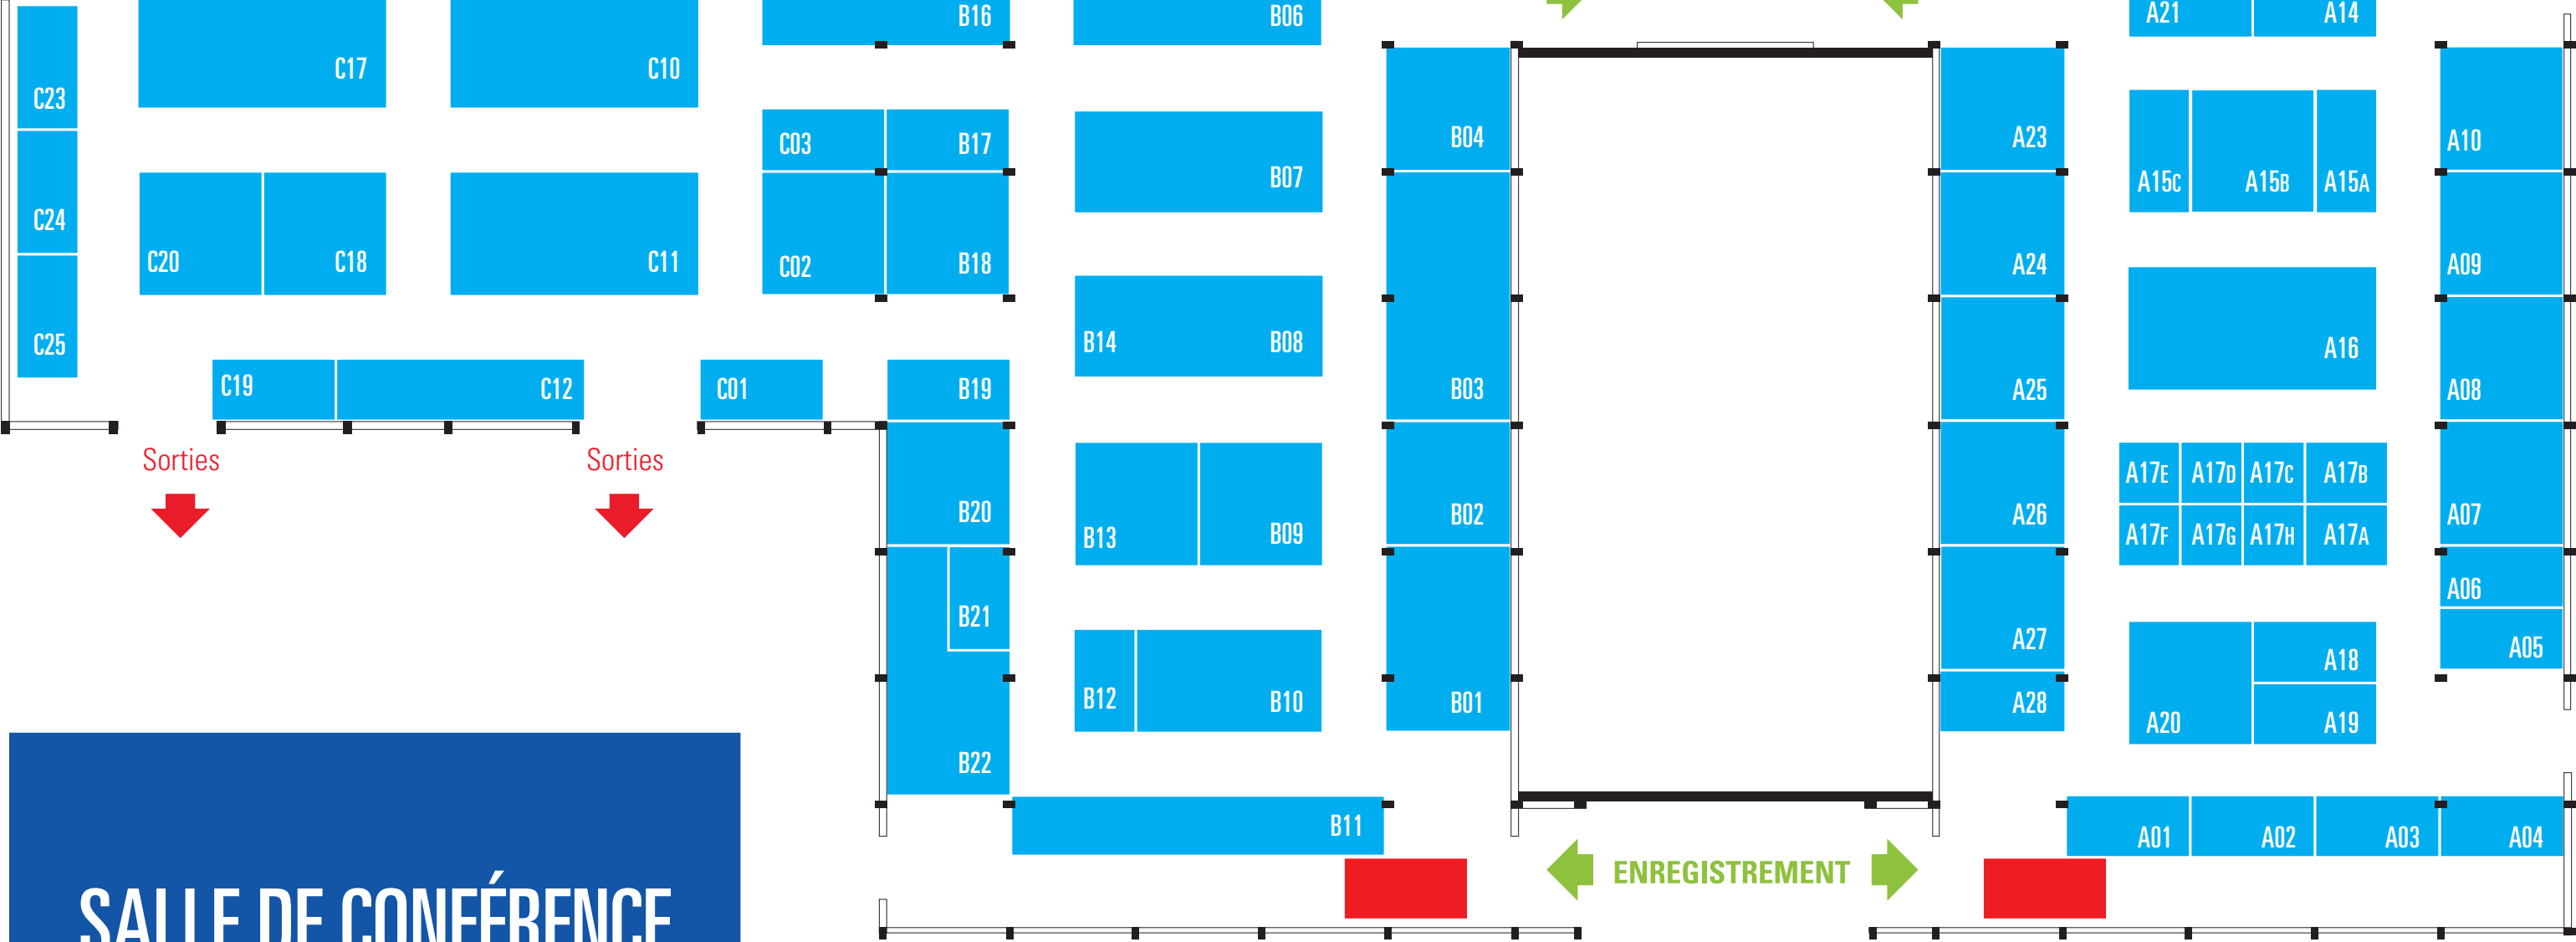 B16
B06
A21
A14
C17
C10
C23
C03
B17
B04
A23
A10
B07
A15C
A15B
A15A
C24
C20
C18
C11
C02
B18
A24
A09
C25
B14
B08
A16
C19
C12
C01
B19
B03
A25
A08
Sorties
Sorties
A17E
A17D
A17C
A17B
B20
B13
B09
B02
A26
A17F
A17G
A17H
A17A
A07
B21
A06
A27
A18
A05
B12
B10
B01
A28
A20
A19
B22
B11
A01
A02
A03
A04
ENREGISTREMENT
SALLE DE CONFÉRENCE